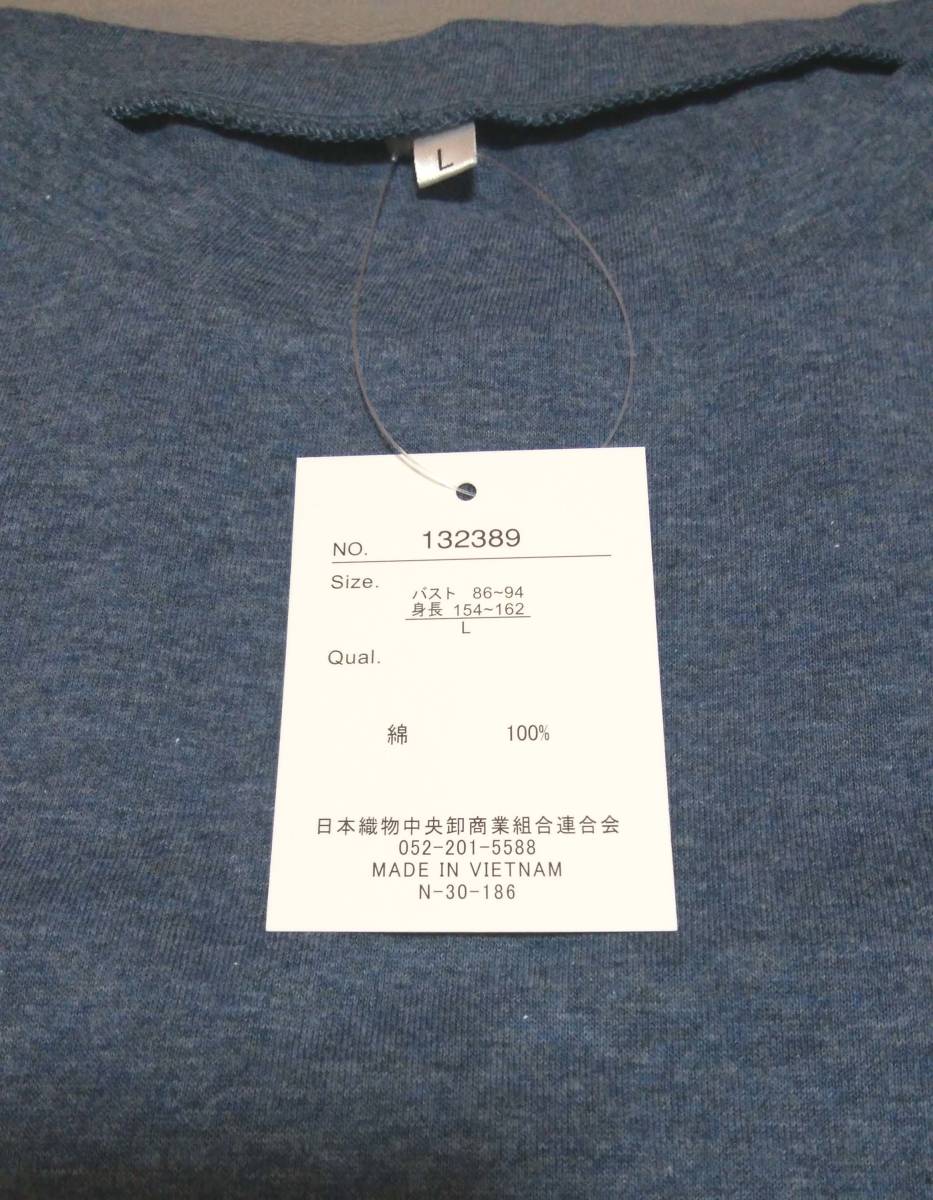 L
NO. 132389
Size.
バスト 86~94
身長 154~162
L
Qual.
綿 100%
日本織物中央卸商業組合連合会
052-201-5588
MADE IN VIETNAM
N-30-186